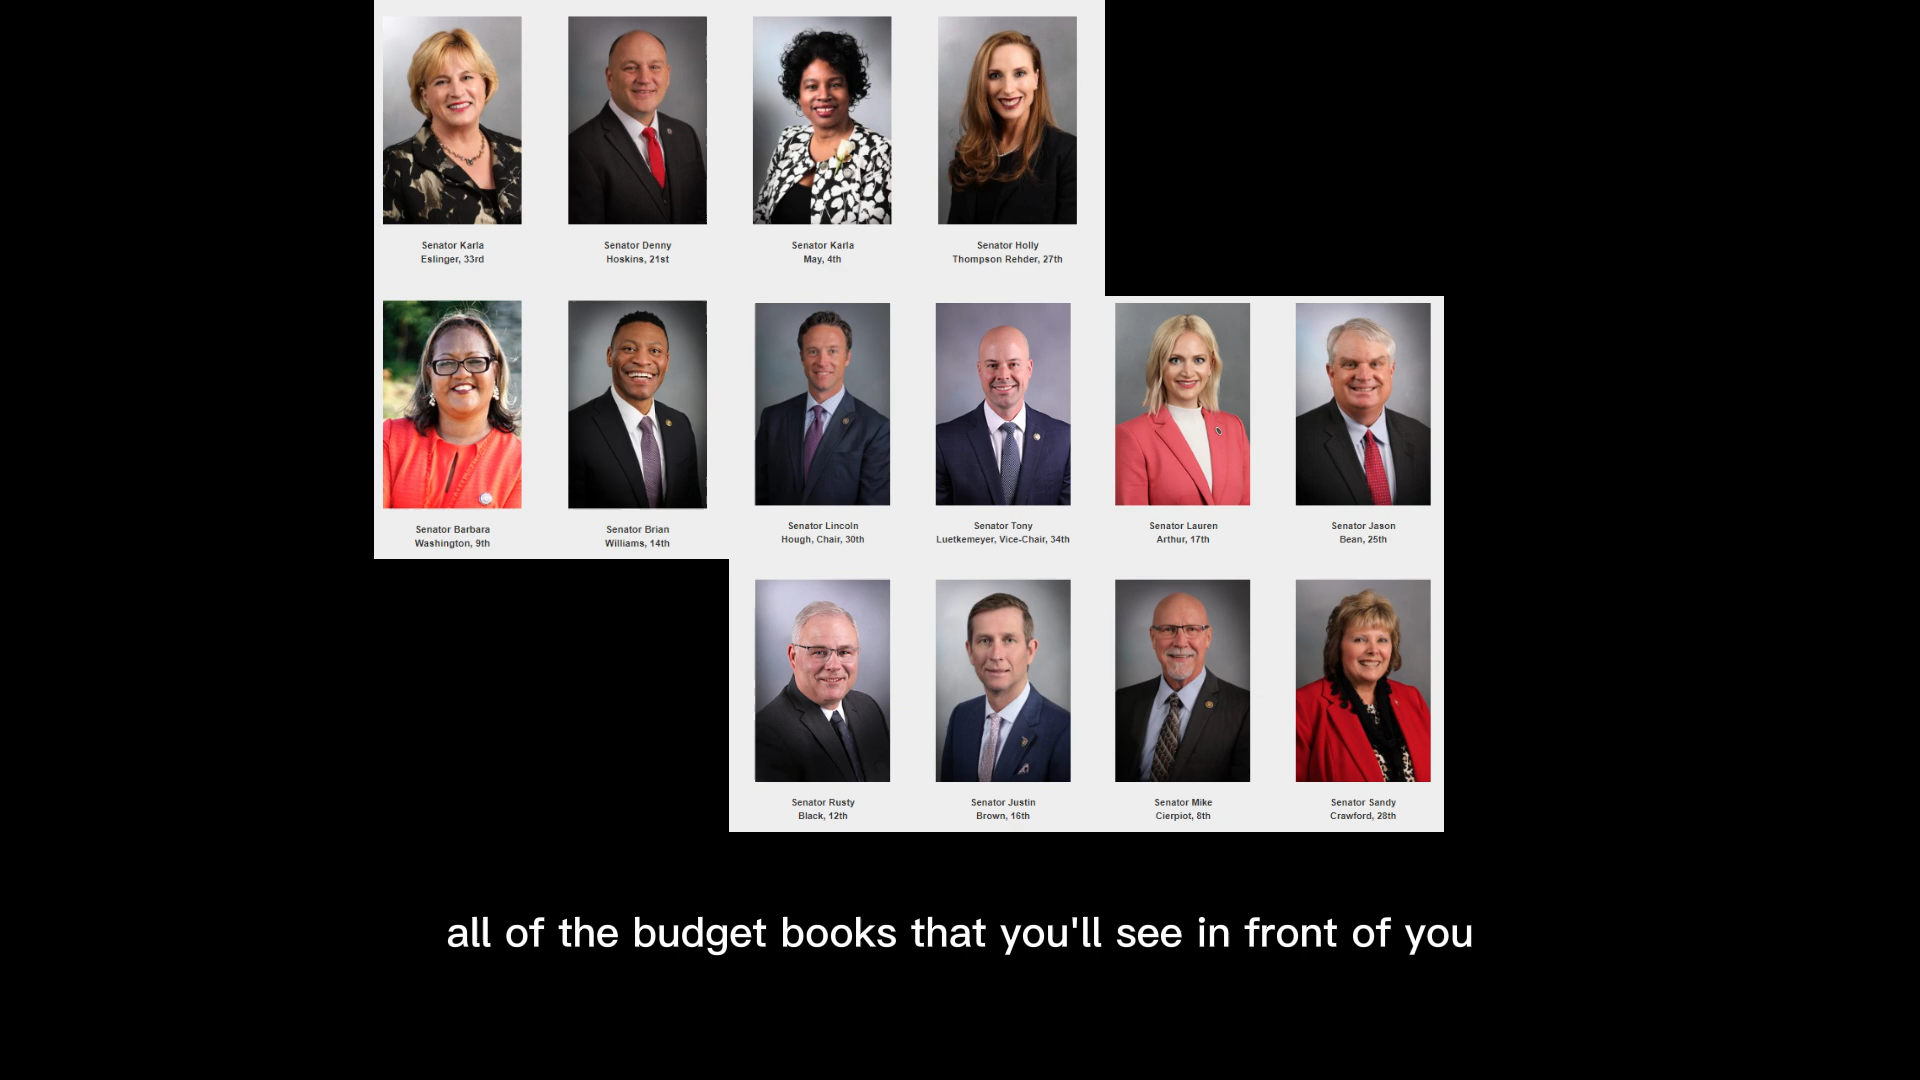 Senator Karla
Eslinger, 33rd
Senator Denny
Hoskins, 21st
Senator Karla
May, 4th
Senator Holly
Thompson Rehder, 27th
Senator Barbara
Washington, 9th
Senator Brian
Williams, 14th
Senator Lincoln
Hough, Chair, 30th
Senator Tony
Luetkemeyer, Vice-Chair, 34th
Senator Lauren
Arthur, 17th
Senator Jason
Bean, 25th
Senator Rusty
Black, 12th
Senator Justin
Brown, 16th
Senator Mike
Cierpiot, 8th
Senator Sandy
Crawford, 28th
all of the budget books that you'll see in front of you